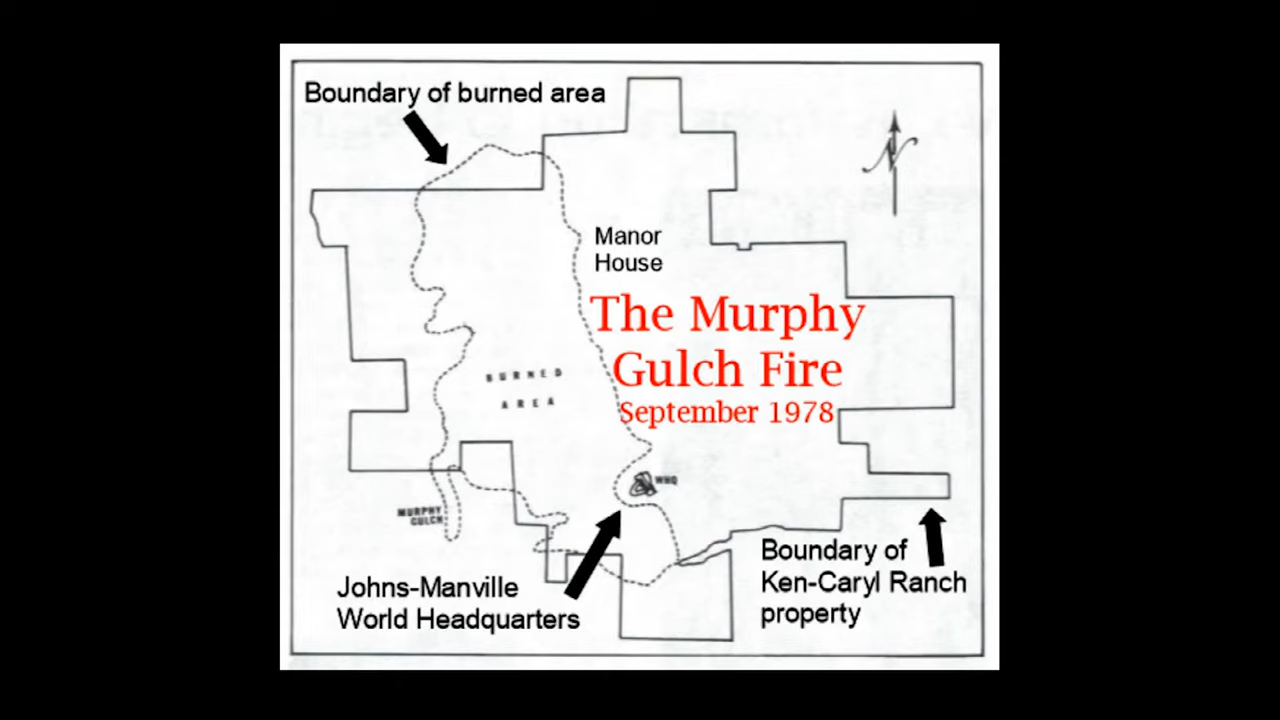 Boundary of burned area
N
Manor
House
The Murphy
Gulch Fire
September 1978
BURNED
AREA
WHQ
MURPHY
GULCH
Johns-Manville
World Headquarters
Boundary of
Ken-Caryl Ranch
property